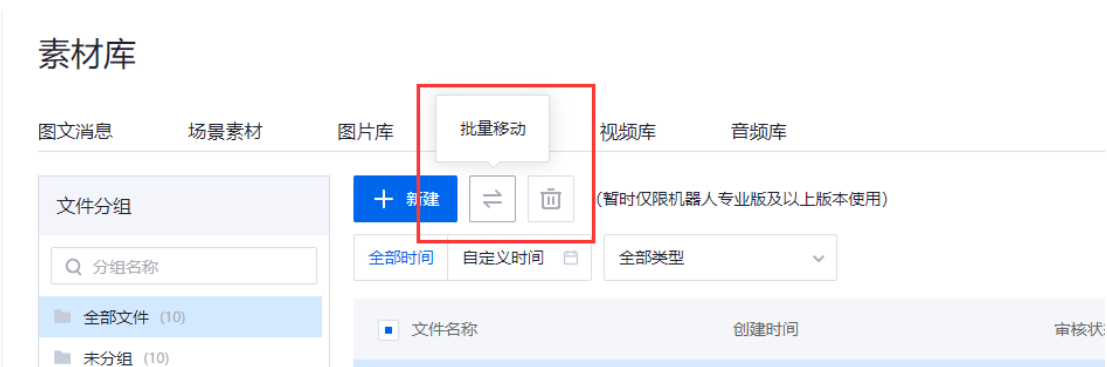 素材库
图文消息 场景素材 图片库 批量移动 视频库 音频库
文件分组 新建 (暂时仅限机器人专业版及以上版本使用)
分组名称 全部时间 自定义时间 全部类型
全部文件 (10)
文件名称 创建时间 审核状
未分组 (10)